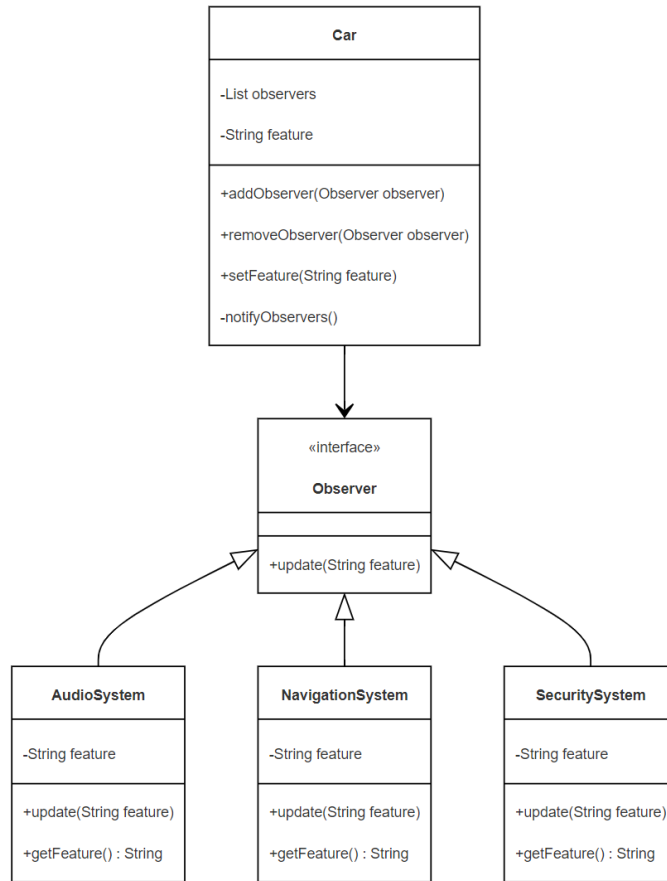 Car
-List observers
-String feature
+addObserver(Observer observer)
+removeObserver(Observer observer)
+setFeature(String feature)
-notifyObservers()
«interface»
Observer
+update(String feature)
AudioSystem
-String feature
+update(String feature)
+getFeature() : String
NavigationSystem
-String feature
+update(String feature)
+getFeature() : String
SecuritySystem
-String feature
+update(String feature)
+getFeature() : String